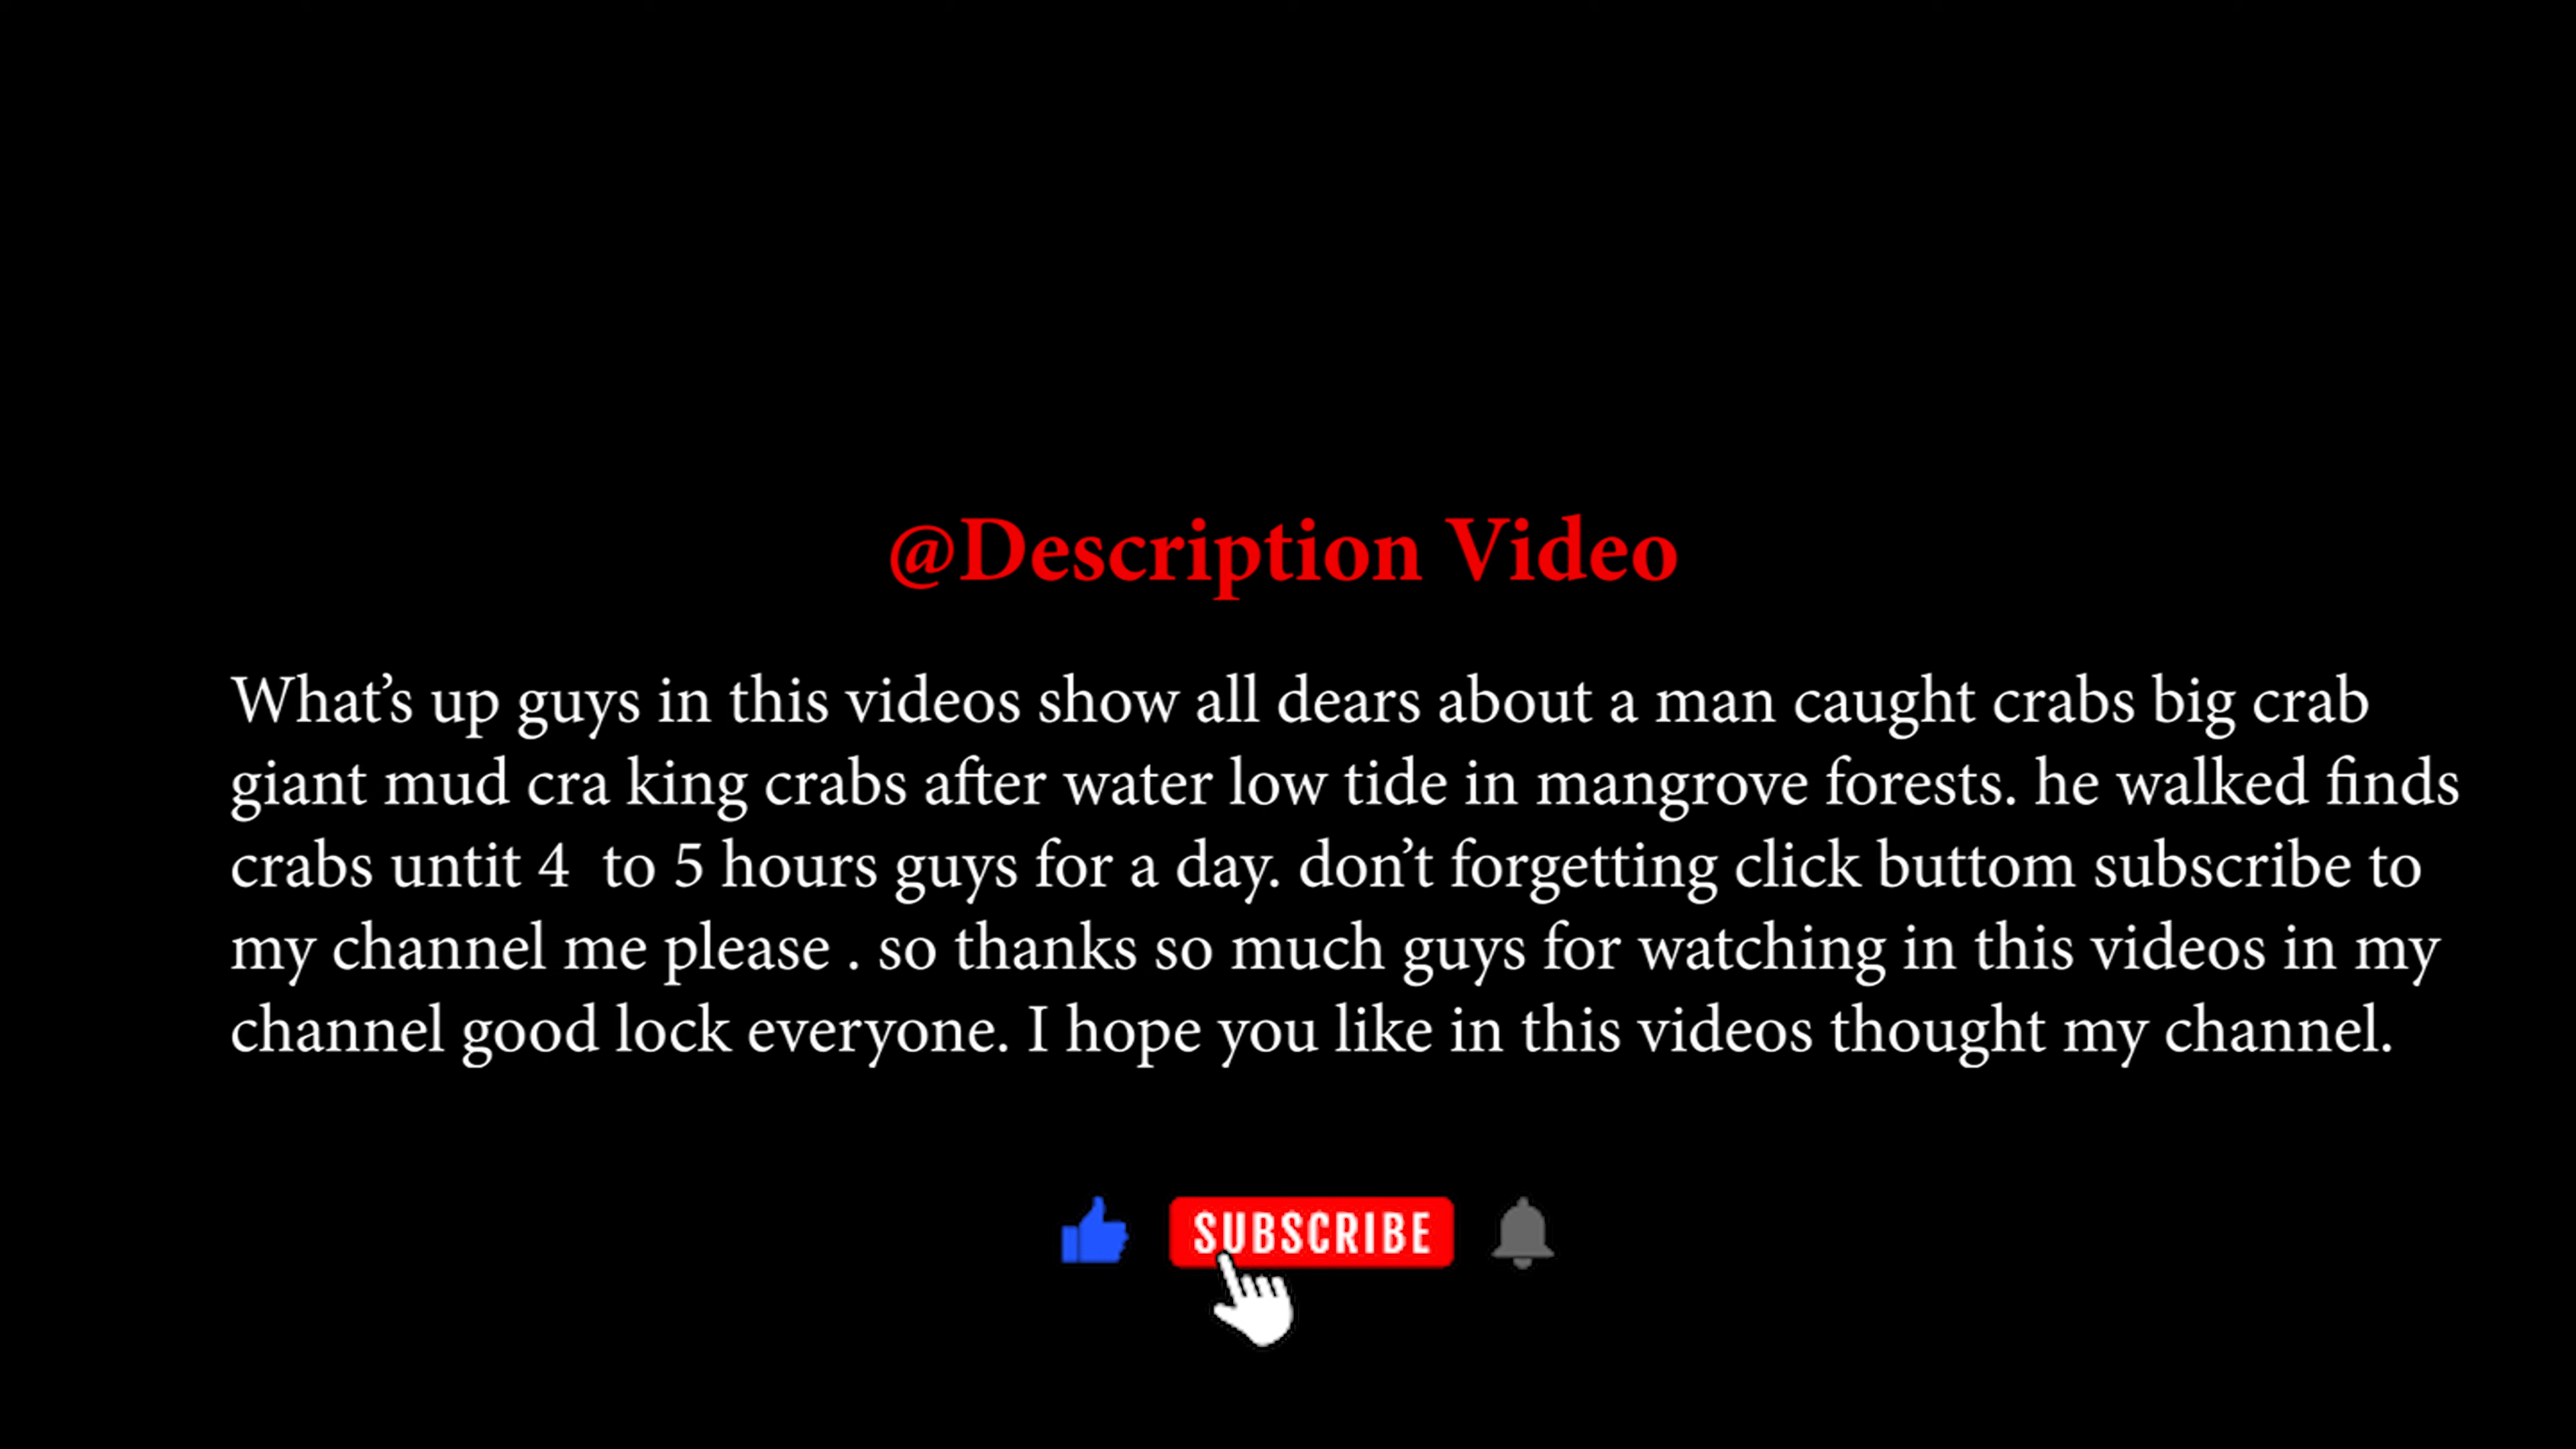 @Description Video
What’s up guys in this videos show all dears about a man caught crabs big crab
giant mud cra king crabs after water low tide in mangrove forests. he walked finds
crabs untit 4  to 5 hours guys for a day. don’t forgetting click buttom subscribe to
my channel me please . so thanks so much guys for watching in this videos in my
channel good lock everyone. I hope you like in this videos thought my channel.
SUBSCRIBE